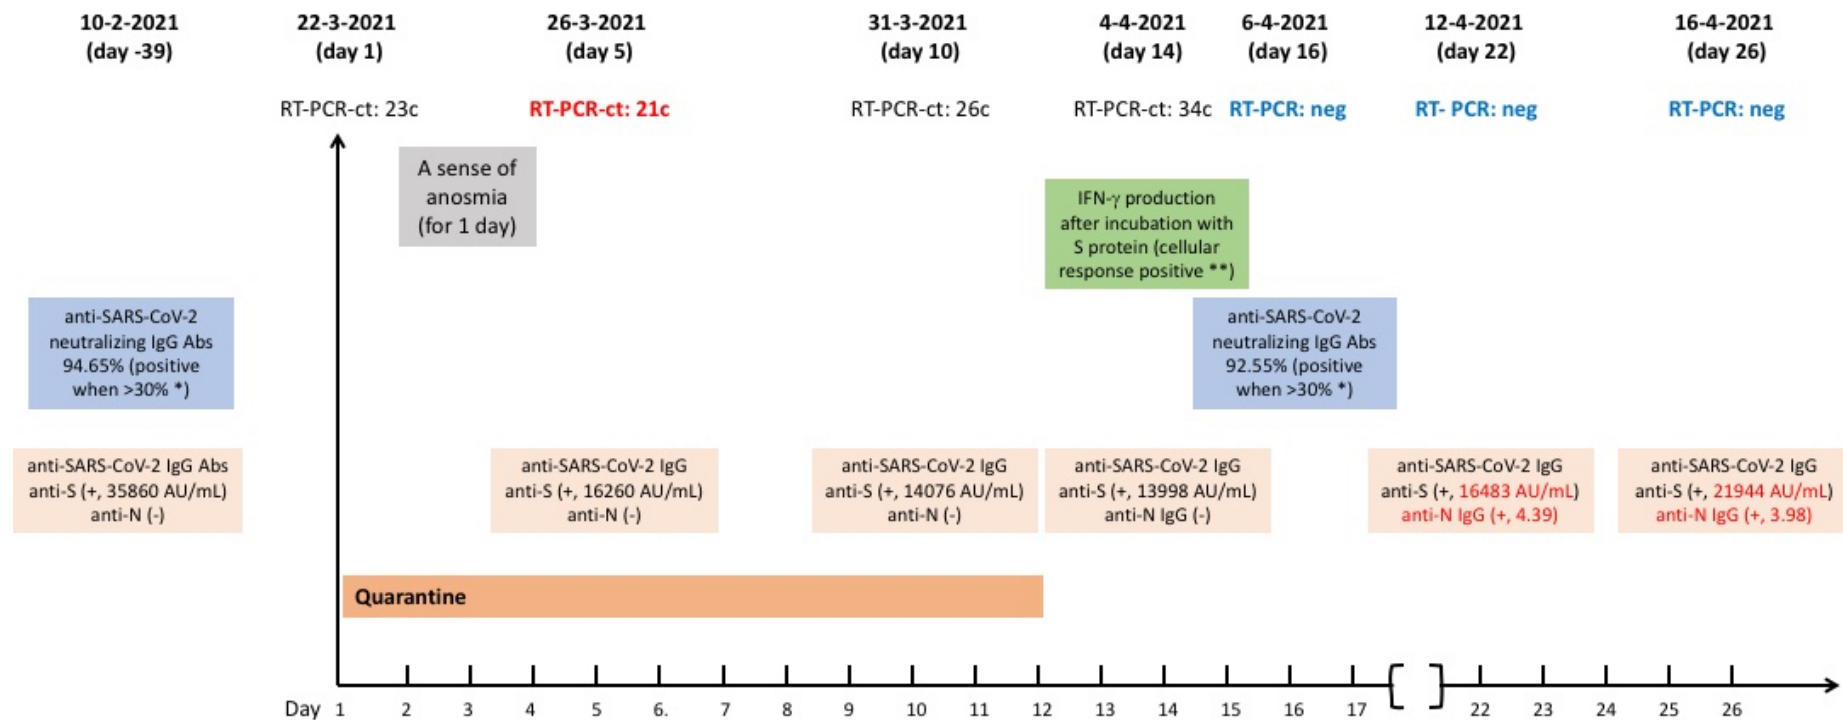 10-2-2021
(day -39)
22-3-2021
(day 1)
26-3-2021
(day 5)
31-3-2021
(day 10)
4-4-2021
(day 14)
6-4-2021
(day 16)
12-4-2021
(day 22)
16-4-2021
(day 26)
RT-PCR-ct: 23c
RT-PCR-ct: 21c
RT-PCR-ct: 26c
RT-PCR-ct: 34c
RT-PCR: neg
RT- PCR: neg
RT-PCR: neg
A sense of
anosmia
(for 1 day)
IFN-γ production
after incubation with
S protein (cellular
response positive **)
anti-SARS-CoV-2
neutralizing IgG Abs
94.65% (positive
when >30% *)
anti-SARS-CoV-2
neutralizing IgG Abs
92.55% (positive
when >30% *)
anti-SARS-CoV-2 IgG Abs
anti-S (+, 35860 AU/mL)
anti-N (-)
anti-SARS-CoV-2 IgG
anti-S (+, 16260 AU/mL)
anti-N (-)
anti-SARS-CoV-2 IgG
anti-S (+, 14076 AU/mL)
anti-N (-)
anti-SARS-CoV-2 IgG
anti-S (+, 13998 AU/mL)
anti-N IgG (-)
anti-SARS-CoV-2 IgG
anti-S (+, 16483 AU/mL)
anti-N IgG (+, 4.39)
anti-SARS-CoV-2 IgG
anti-S (+, 21944 AU/mL)
anti-N IgG (+, 3.98)
Quarantine
Day 1 2 3 4 5 6. 7 8 9 10 11 12 13 14 15 16 17 22 23 24 25 26